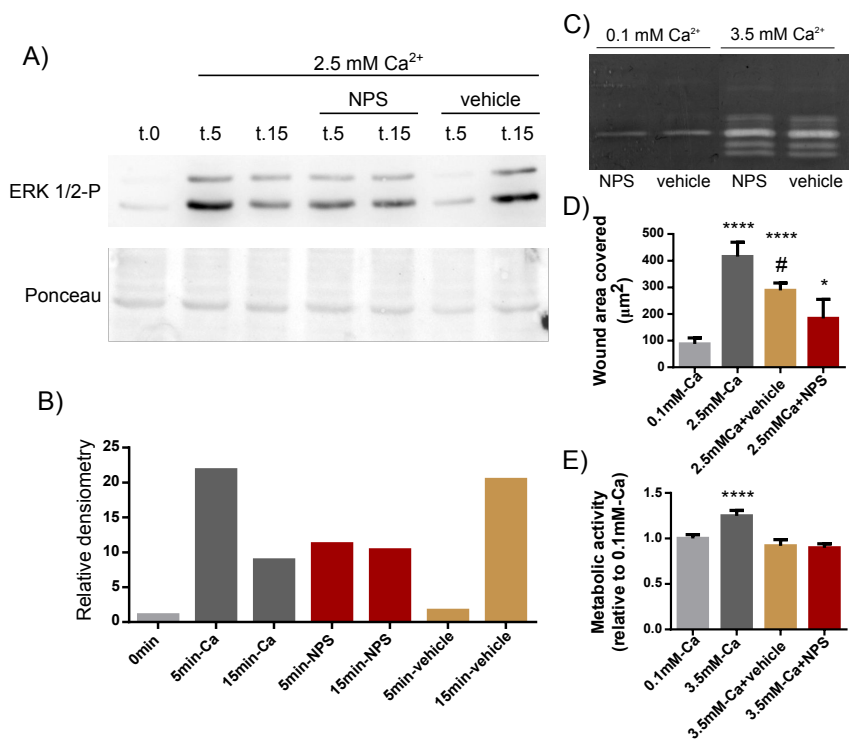 A)
2.5 mM Ca²⁺
NPS
vehicle
t.0
t.5
t.15
t.5
t.15
t.5
t.15
ERK 1/2-P
Ponceau
B)
Relative densiometry
25
20
15
10
5
0
0min
5min-Ca
15min-Ca
5min-NPS
15min-NPS
5min-vehicle
15min-vehicle
C)
0.1 mM Ca²⁺
3.5 mM Ca²⁺
NPS
vehicle
NPS
vehicle
D)
Wound area covered
(μm²)
500
400
300
200
100
0
****
****
#
*
0.1mM-Ca
2.5mM-Ca
2.5mMCa+vehicle
2.5mMCa+NPS
E)
Metabolic activity
(relative to 0.1mM-Ca)
1.5
1.0
0.5
0.0
****
0.1mM-Ca
3.5mM-Ca
3.5mM-Ca+vehicle
3.5mM-Ca+NPS